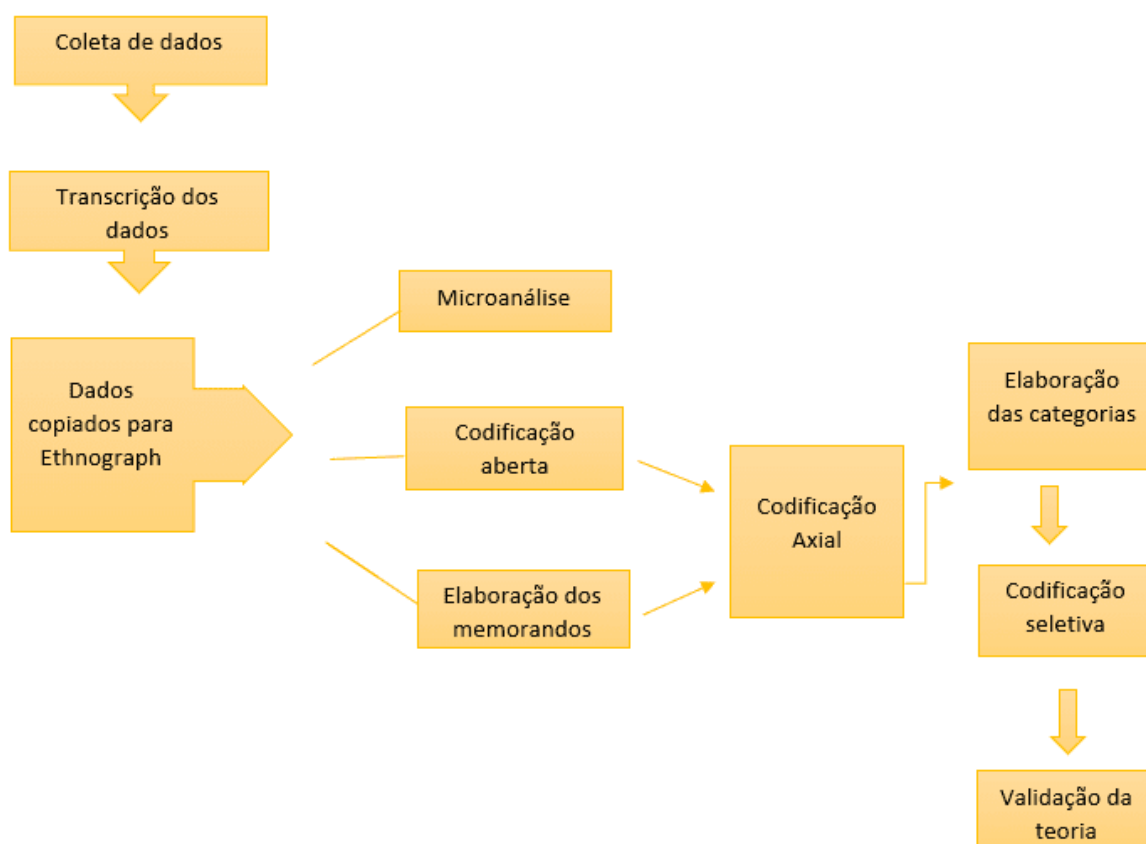 Coleta de dados
Transcrição dos
dados
Dados
copiados para
Ethnograph
Microanálise
Codificação
aberta
Elaboração dos
memorandos
Codificação
Axial
Elaboração
das categorias
Codificação
seletiva
Validação da
teoria